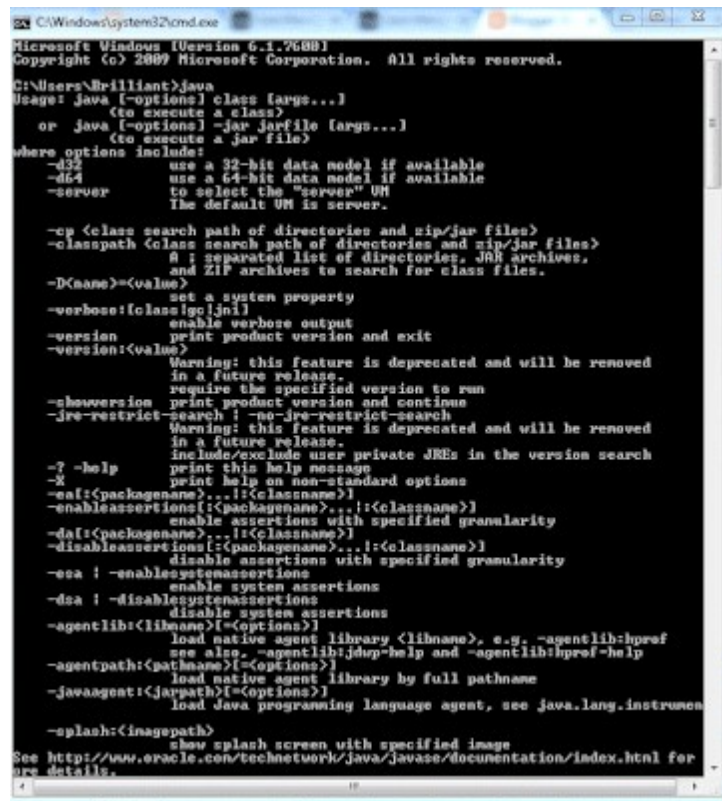 C:\Windows\system32\cmd.exe
Microsoft Windows [Version 6.1.7600]
Copyright (c) 2009 Microsoft Corporation.  All rights reserved.
C:\Users\Brilliant>java
Usage: java [-options] class [args...]
(to execute a class)
or  java [-options] -jar jarfile [args...]
(to execute a jar file)
where options include:
-d32          use a 32-bit data model if available
-d64          use a 64-bit data model if available
-server       to select the "server" VM
The default VM is server.
-cp <class search path of directories and zip/jar files>
-classpath <class search path of directories and zip/jar files>
A ; separated list of directories, JAR archives,
and ZIP archives to search for class files.
-D<name>=<value>
set a system property
-verbose:[class|gc|jni]
enable verbose output
-version      print product version and exit
-version:<value>
Warning: this feature is deprecated and will be removed
in a future release.
require the specified version to run
-showversion  print product version and continue
-jre-restrict-search | -no-jre-restrict-search
Warning: this feature is deprecated and will be removed
in a future release.
include/exclude user private JREs in the version search
-? -help      print this help message
-X            print help on non-standard options
-ea[:<packagename>...|:<classname>]
-enableassertions[:<packagename>...|:<classname>]
enable assertions with specified granularity
-da[:<packagename>...|:<classname>]
-disableassertions[:<packagename>...|:<classname>]
disable assertions with specified granularity
-esa | -enablesystemassertions
enable system assertions
-dsa | -disablesystemassertions
disable system assertions
-agentlib:<libname>[=<options>]
load native agent library <libname>, e.g. -agentlib:hprof
see also, -agentlib:jdwp=help and -agentlib:hprof=help
-agentpath:<pathname>[=<options>]
load native agent library by full pathname
-javaagent:<jarpath>[=<options>]
load Java programming language agent, see java.lang.instrumen
-splash:<imagepath>
show splash screen with specified image
See http://www.oracle.com/technetwork/java/javase/documentation/index.html for
ore details.